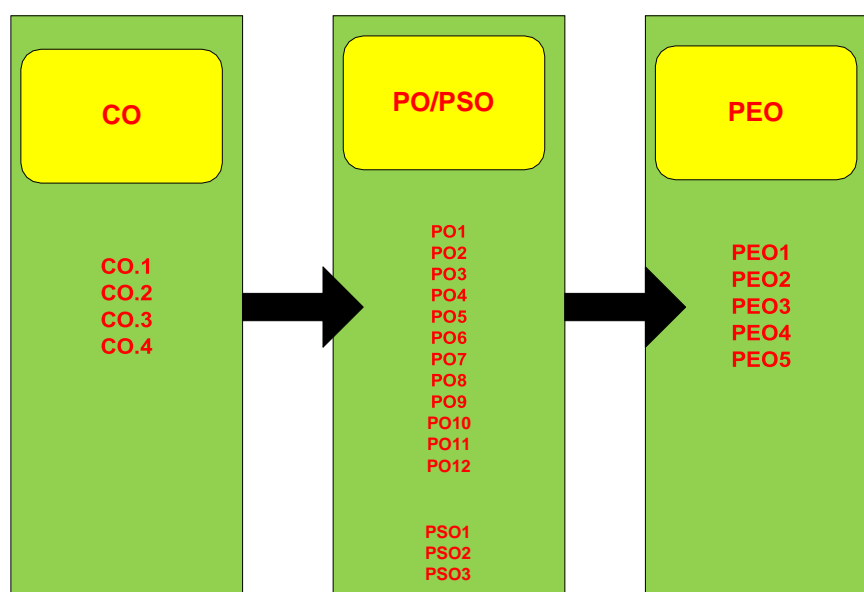 CO
CO.1
CO.2
CO.3
CO.4
PO/PSO
PO1
PO2
PO3
PO4
PO5
PO6
PO7
PO8
PO9
PO10
PO11
PO12
PSO1
PSO2
PSO3
PEO
PEO1
PEO2
PEO3
PEO4
PEO5